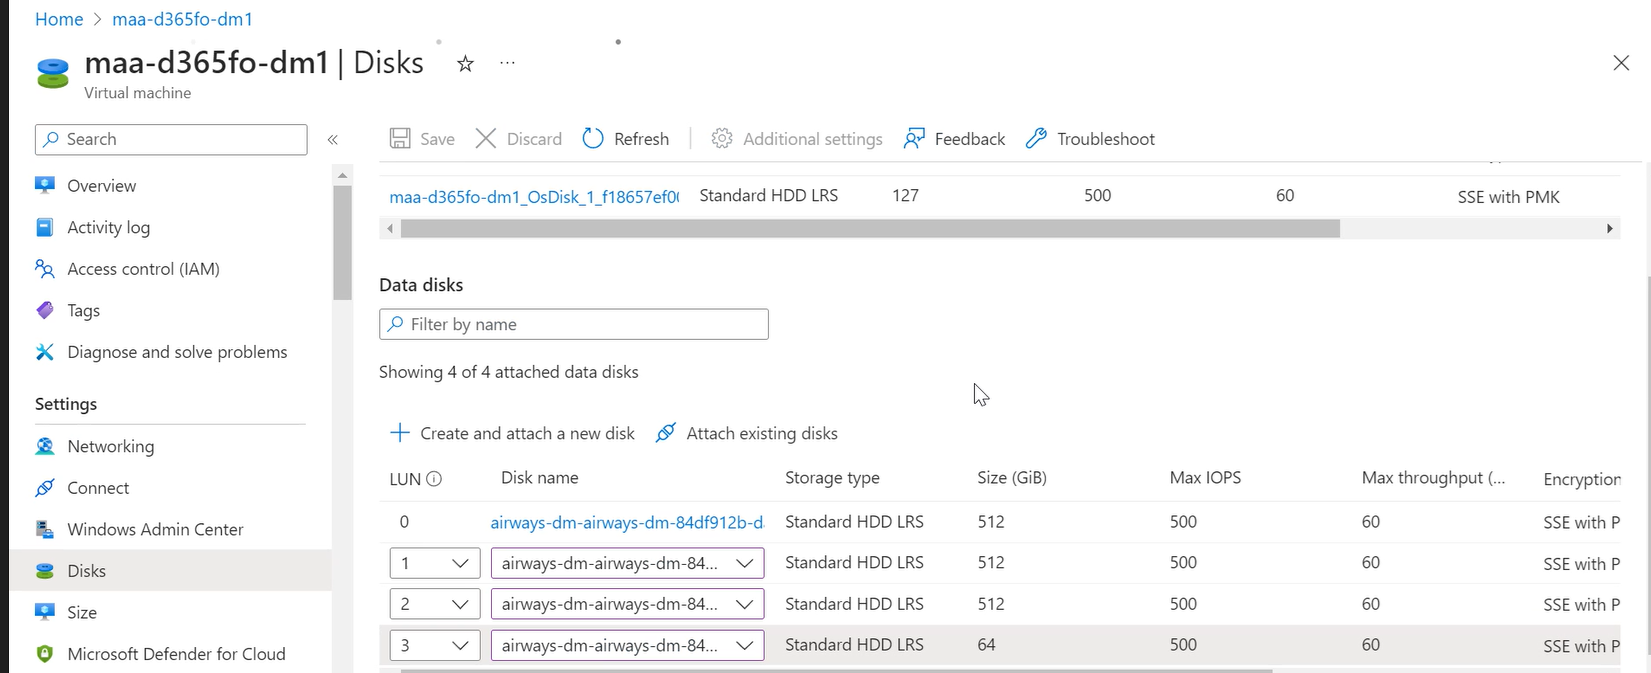 Home > maa-d365fo-dm1
maa-d365fo-dm1 | Disks
Virtual machine
Search
Save Discard Refresh Additional settings Feedback Troubleshoot
Overview
Activity log
Access control (IAM)
Tags
Diagnose and solve problems
Settings
Networking
Connect
Windows Admin Center
Disks
Size
Microsoft Defender for Cloud
maa-d365fo-dm1_OsDisk_1_f18657ef0 Standard HDD LRS 127 500 60 SSE with PMK
Data disks
Filter by name
Showing 4 of 4 attached data disks
Create and attach a new disk Attach existing disks
LUN Disk name Storage type Size (GiB) Max IOPS Max throughput (... Encryption
0 airways-dm-airways-dm-84df912b-d Standard HDD LRS 512 500 60 SSE with P
1 airways-dm-airways-dm-84... Standard HDD LRS 512 500 60 SSE with P
2 airways-dm-airways-dm-84... Standard HDD LRS 512 500 60 SSE with P
3 airways-dm-airways-dm-84... Standard HDD LRS 64 500 60 SSE with P